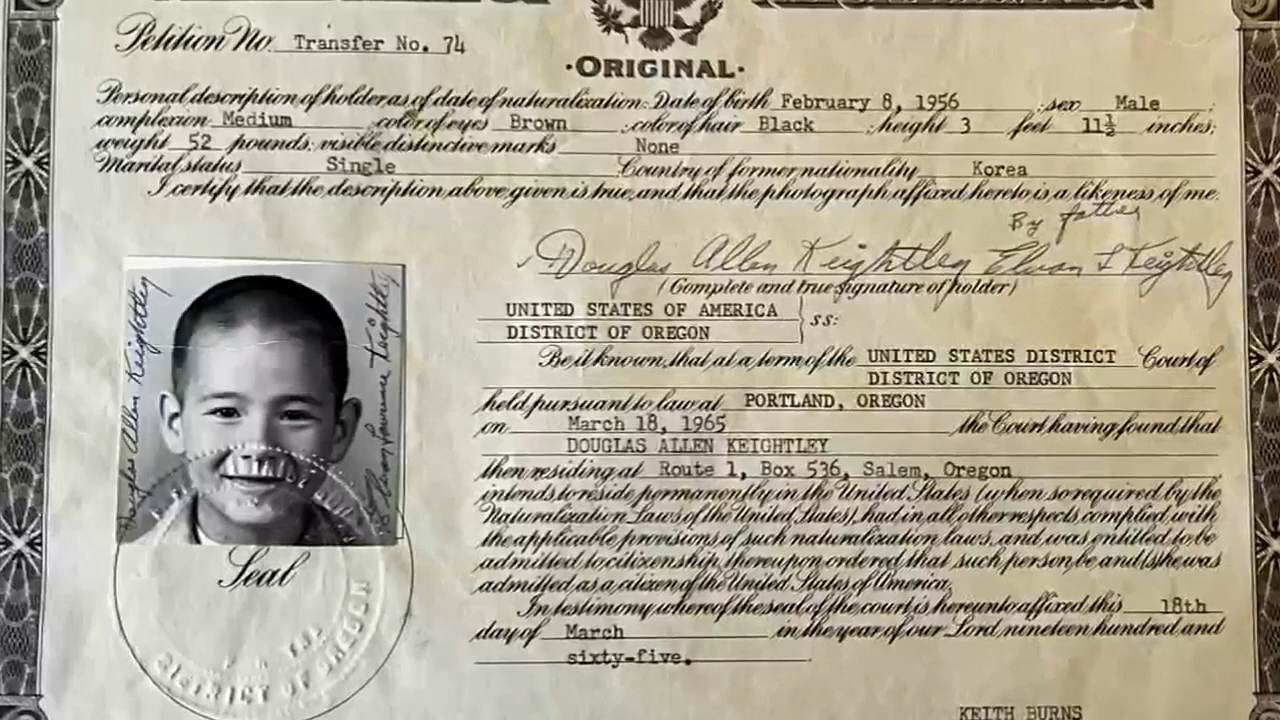 Petition No. Transfer No. 74
·ORIGINAL·
Personal description of holder as of date of naturalization: Date of birth February 8, 1956 ; sex Male ;
complexion Medium ; color of eyes Brown ; color of hair Black ; height 3 feet 11½ inches;
weight 52 pounds; visible distinctive marks None
Marital status Single Country of former nationality Korea
I certify that the description above given is true, and that the photograph affixed hereto is a likeness of me.
By father
Douglas Allen Keightley Elwan L Keightley
(Complete and true signature of holder)
UNITED STATES OF AMERICA
DISTRICT OF OREGON
ss:
Be it known, that at a term of the UNITED STATES DISTRICT Court of
DISTRICT OF OREGON
held pursuant to law at PORTLAND, OREGON
on March 18, 1965 the Court having found that
DOUGLAS ALLEN KEIGHTLEY
then residing at Route 1, Box 536, Salem, Oregon
intends to reside permanently in the United States (when so required by the
Naturalization Laws of the United States), had in all other respects complied with
the applicable provisions of such naturalization laws, and was entitled to be
admitted to citizenship, thereupon ordered that such person be and (s)he was
admitted as a citizen of the United States of America.
In testimony whereof the seal of the court is hereunto affixed this 18th
day of March in the year of our Lord nineteen hundred and
sixty-five.
KEITH BURNS
Douglas Allen Keightley
Lawrence Keightley
Seal
DISTRICT OF OREGON